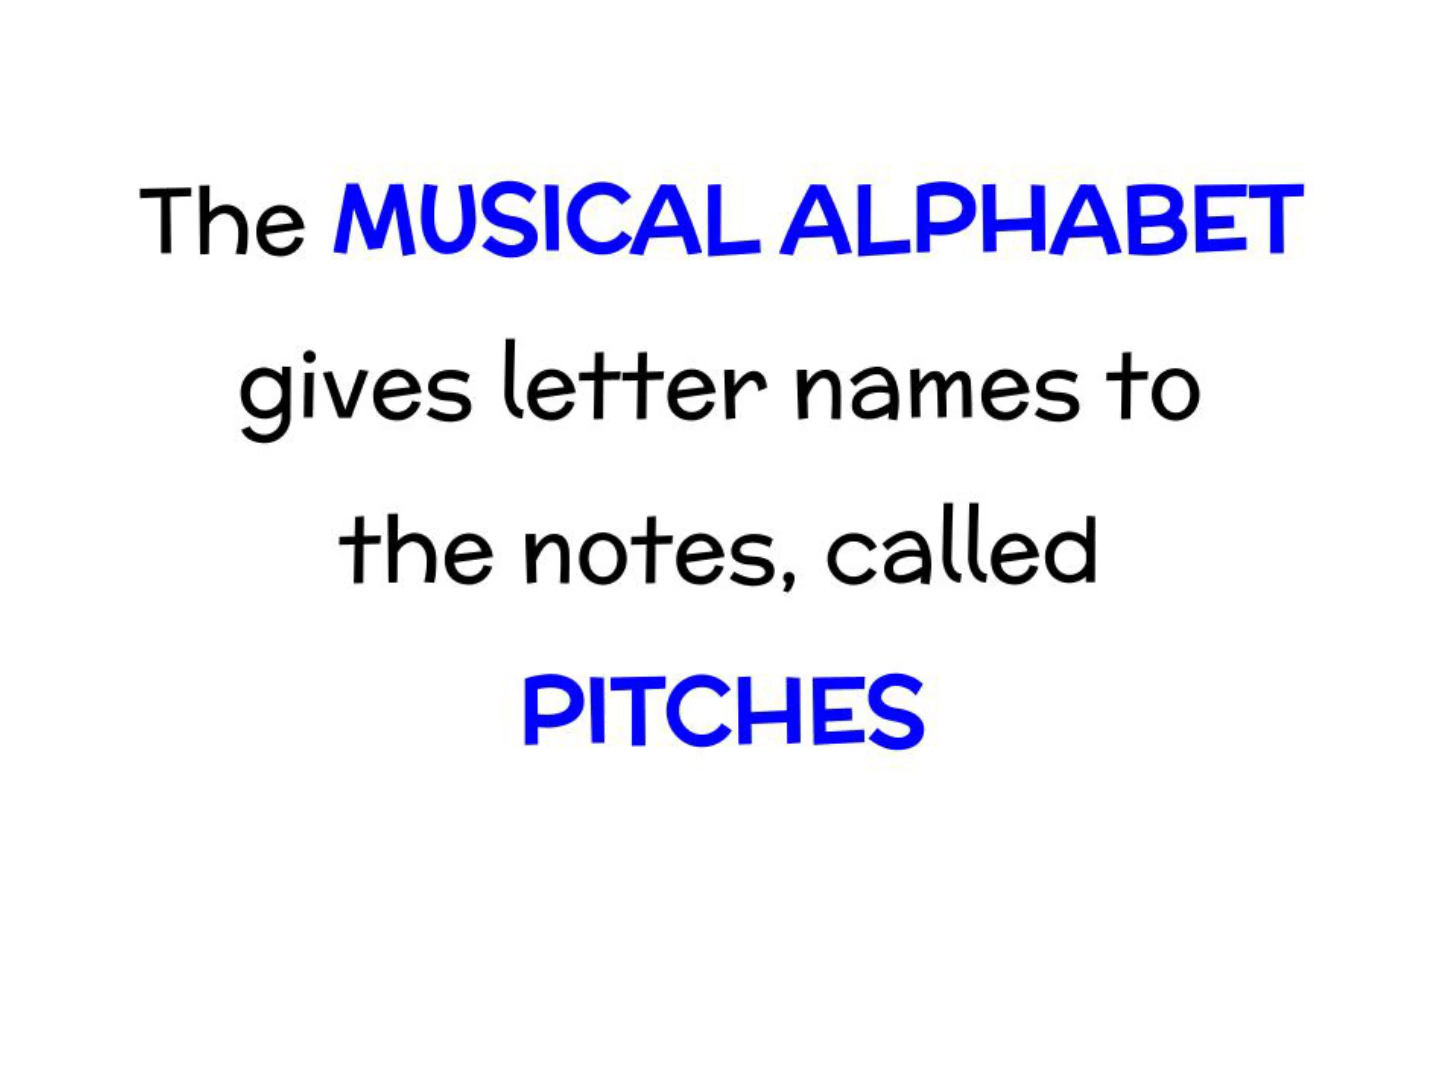 The MUSICAL ALPHABET
gives letter names to
the notes, called
PITCHES